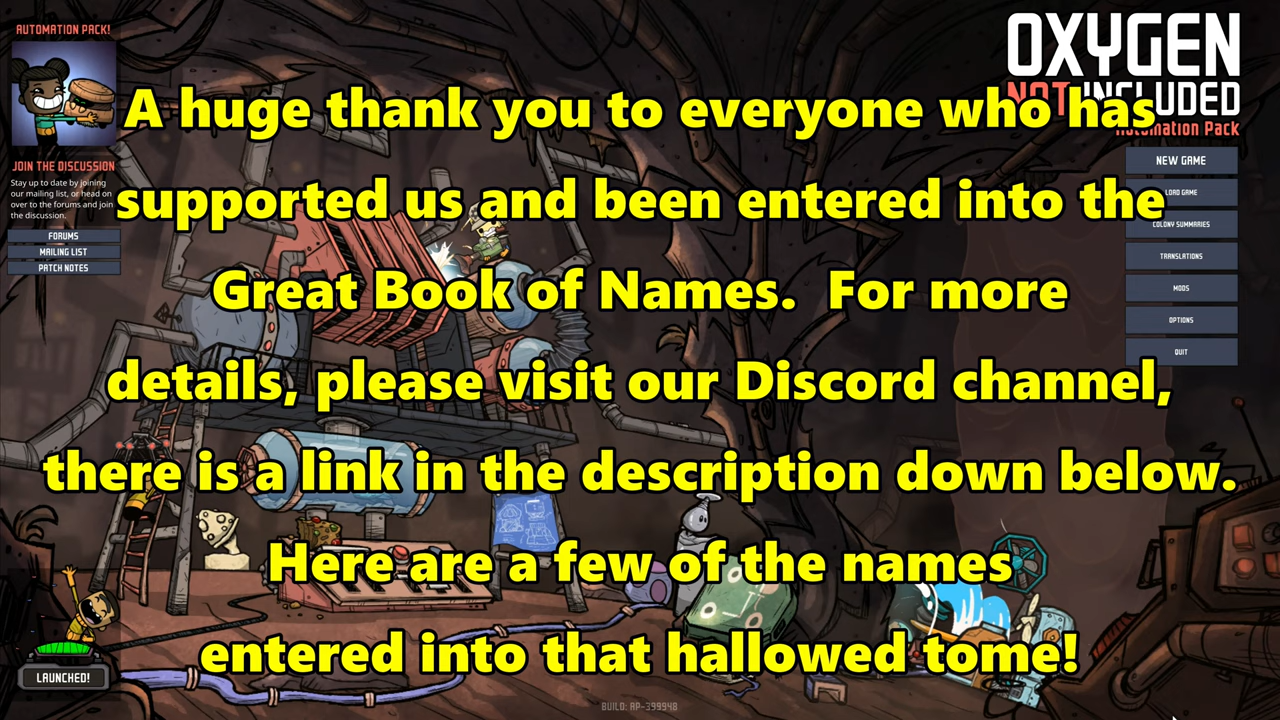 AUTOMATION PACK!
JOIN THE DISCUSSION
Stay up to date by joining
our mailing list, or head on
over to the forums and join
the discussion.
FORUMS
MAILING LIST
PATCH NOTES
OXYGEN
NOT INCLUDED
Automation Pack
NEW GAME
LOAD GAME
COLONY SUMMARIES
TRANSLATIONS
MODS
OPTIONS
QUIT
A huge thank you to everyone who has
supported us and been entered into the
Great Book of Names.  For more
details, please visit our Discord channel,
there is a link in the description down below.
Here are a few of the names
entered into that hallowed tome!
LAUNCHED!
BUILD: AP-399948